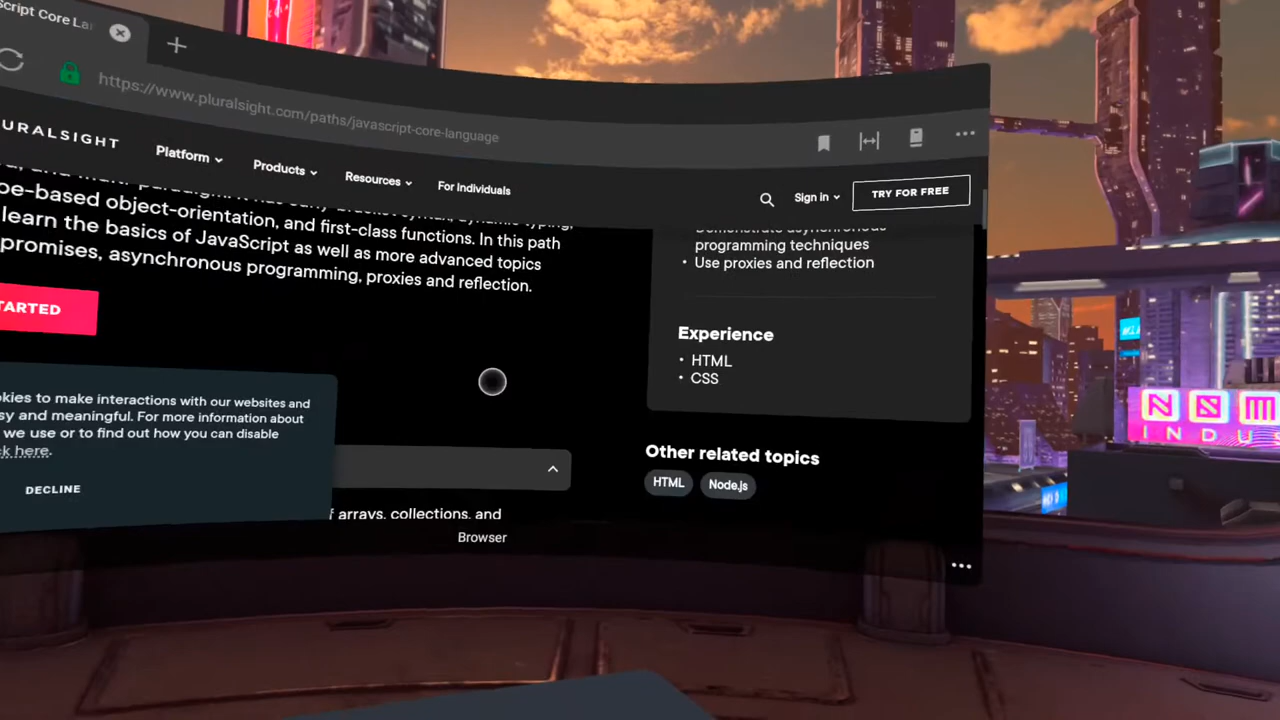 Script Core La
https://www.pluralsight.com/paths/javascript-core-language
URALSIGHT
Platform
Products
Resources
For Individuals
Sign in
TRY FOR FREE
object-orientation, and first-class functions. In this path
learn the basics of JavaScript as well as more advanced topics
promises, asynchronous programming, proxies and reflection.
TARTED
Demonstrate asynchronous
programming techniques
• Use proxies and reflection
Experience
• HTML
• CSS
Other related topics
HTML
Node.js
okies to make interactions with our websites and
sy and meaningful. For more information about
we use or to find out how you can disable
ck here.
DECLINE
f arrays, collections, and
Browser
INDUS